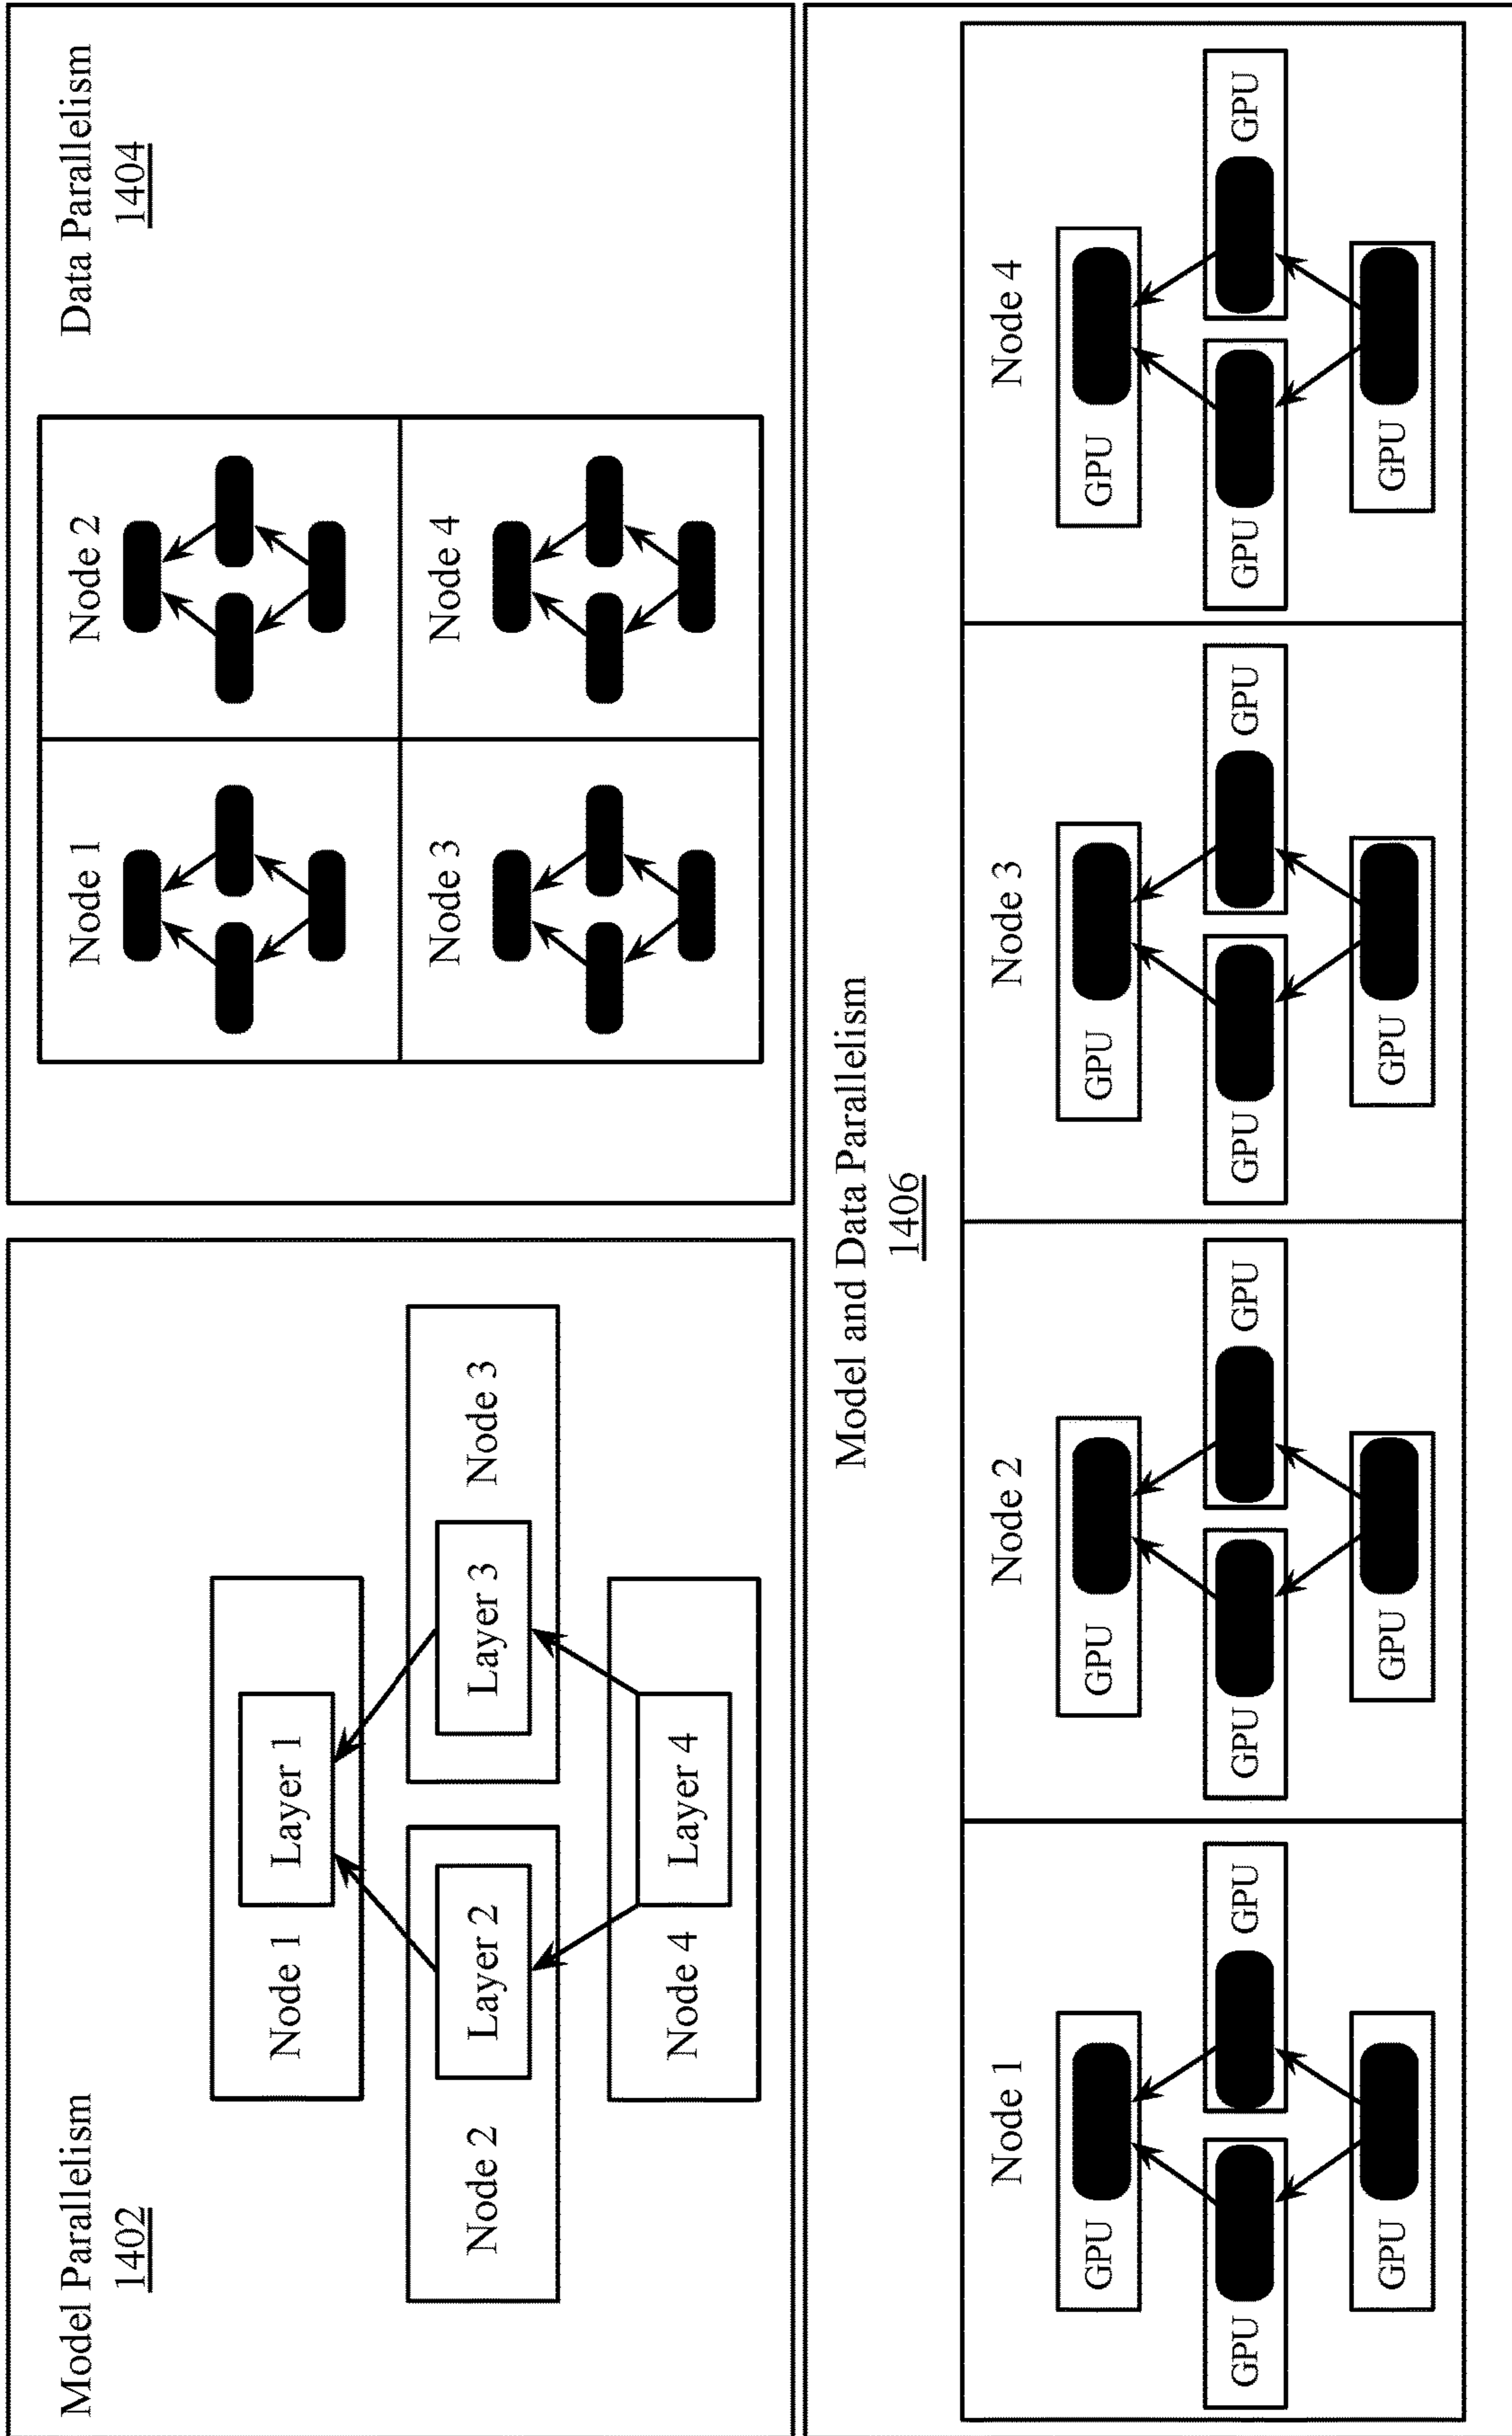 Model Parallelism
1402
Node 1
Layer 1
Node 2
Layer 2
Layer 3
Node 3
Node 4
Layer 4
Data Parallelism
1404
Node 1
Node 2
Node 3
Node 4
Model and Data Parallelism
1406
Node 1
GPU
GPU
GPU
GPU
Node 2
GPU
GPU
GPU
GPU
Node 3
GPU
GPU
GPU
GPU
Node 4
GPU
GPU
GPU
GPU